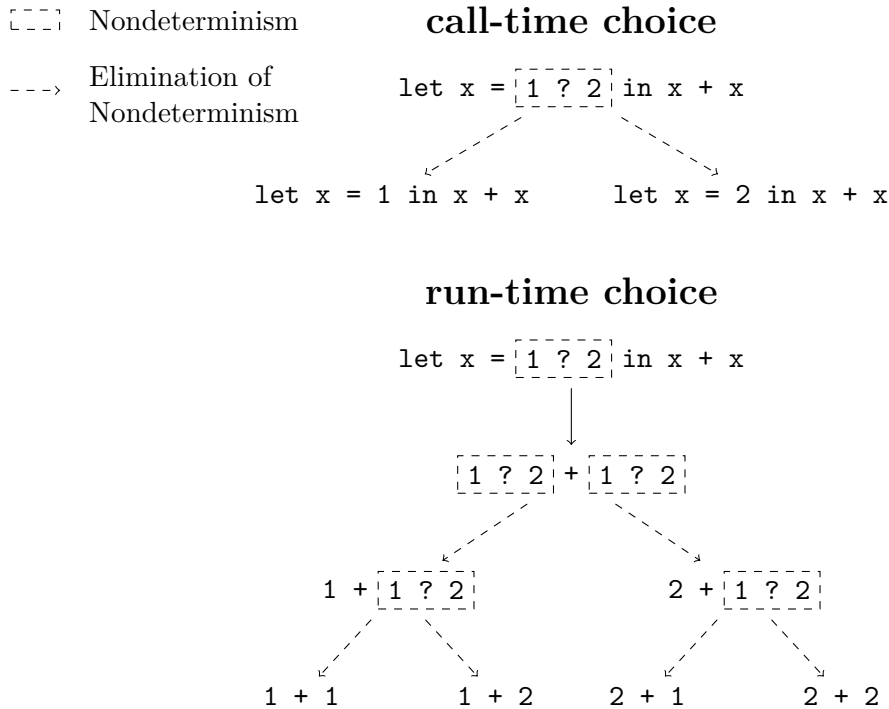 Nondeterminism
Elimination of
Nondeterminism
call-time choice
let x = 1 ? 2 in x + x
let x = 1 in x + x
let x = 2 in x + x
run-time choice
let x = 1 ? 2 in x + x
1 ? 2 + 1 ? 2
1 + 1 ? 2
2 + 1 ? 2
1 + 1
1 + 2
2 + 1
2 + 2